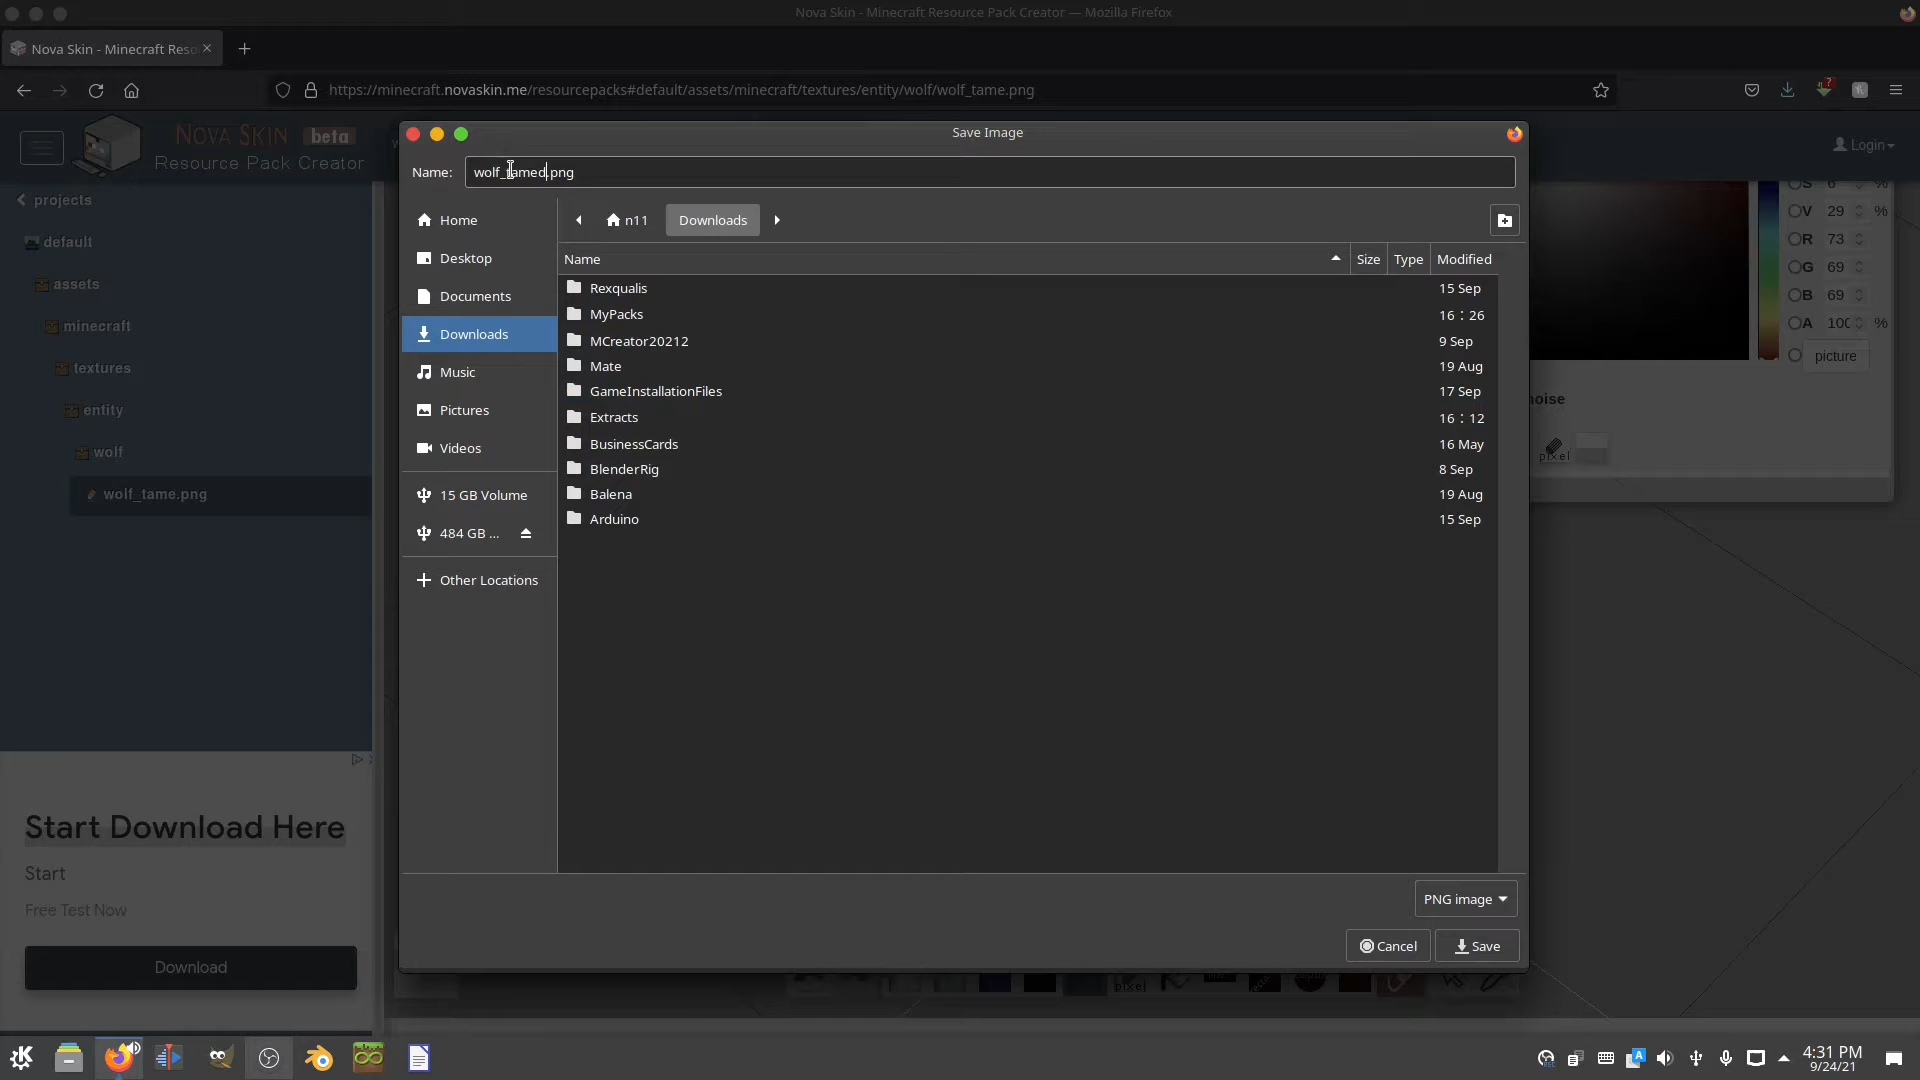 Nova Skin - Minecraft Resource Pack Creator — Mozilla Firefox
Nova Skin - Minecraft Reso
https://minecraft.novaskin.me/resourcepacks#default/assets/minecraft/textures/entity/wolf/wolf_tame.png
NOVA SKIN beta
Resource Pack Creator
Login
projects
default
assets
minecraft
textures
entity
wolf
wolf_tame.png
Start Download Here
Start
Free Test Now
Download
Save Image
Name: wolf_tamed.png
Home
Desktop
Documents
Downloads
Music
Pictures
Videos
15 GB Volume
484 GB ...
Other Locations
n11 Downloads
Name Size Type Modified
Rexqualis 15 Sep
MyPacks 16:26
MCreator20212 9 Sep
Mate 19 Aug
GameInstallationFiles 17 Sep
Extracts 16:12
BusinessCards 16 May
BlenderRig 8 Sep
Balena 19 Aug
Arduino 15 Sep
PNG image
Cancel Save
S 6 %
V 29 %
R 73
G 69
B 69
A 100 %
picture
noise
pixel
pixel
4:31 PM
9/24/21